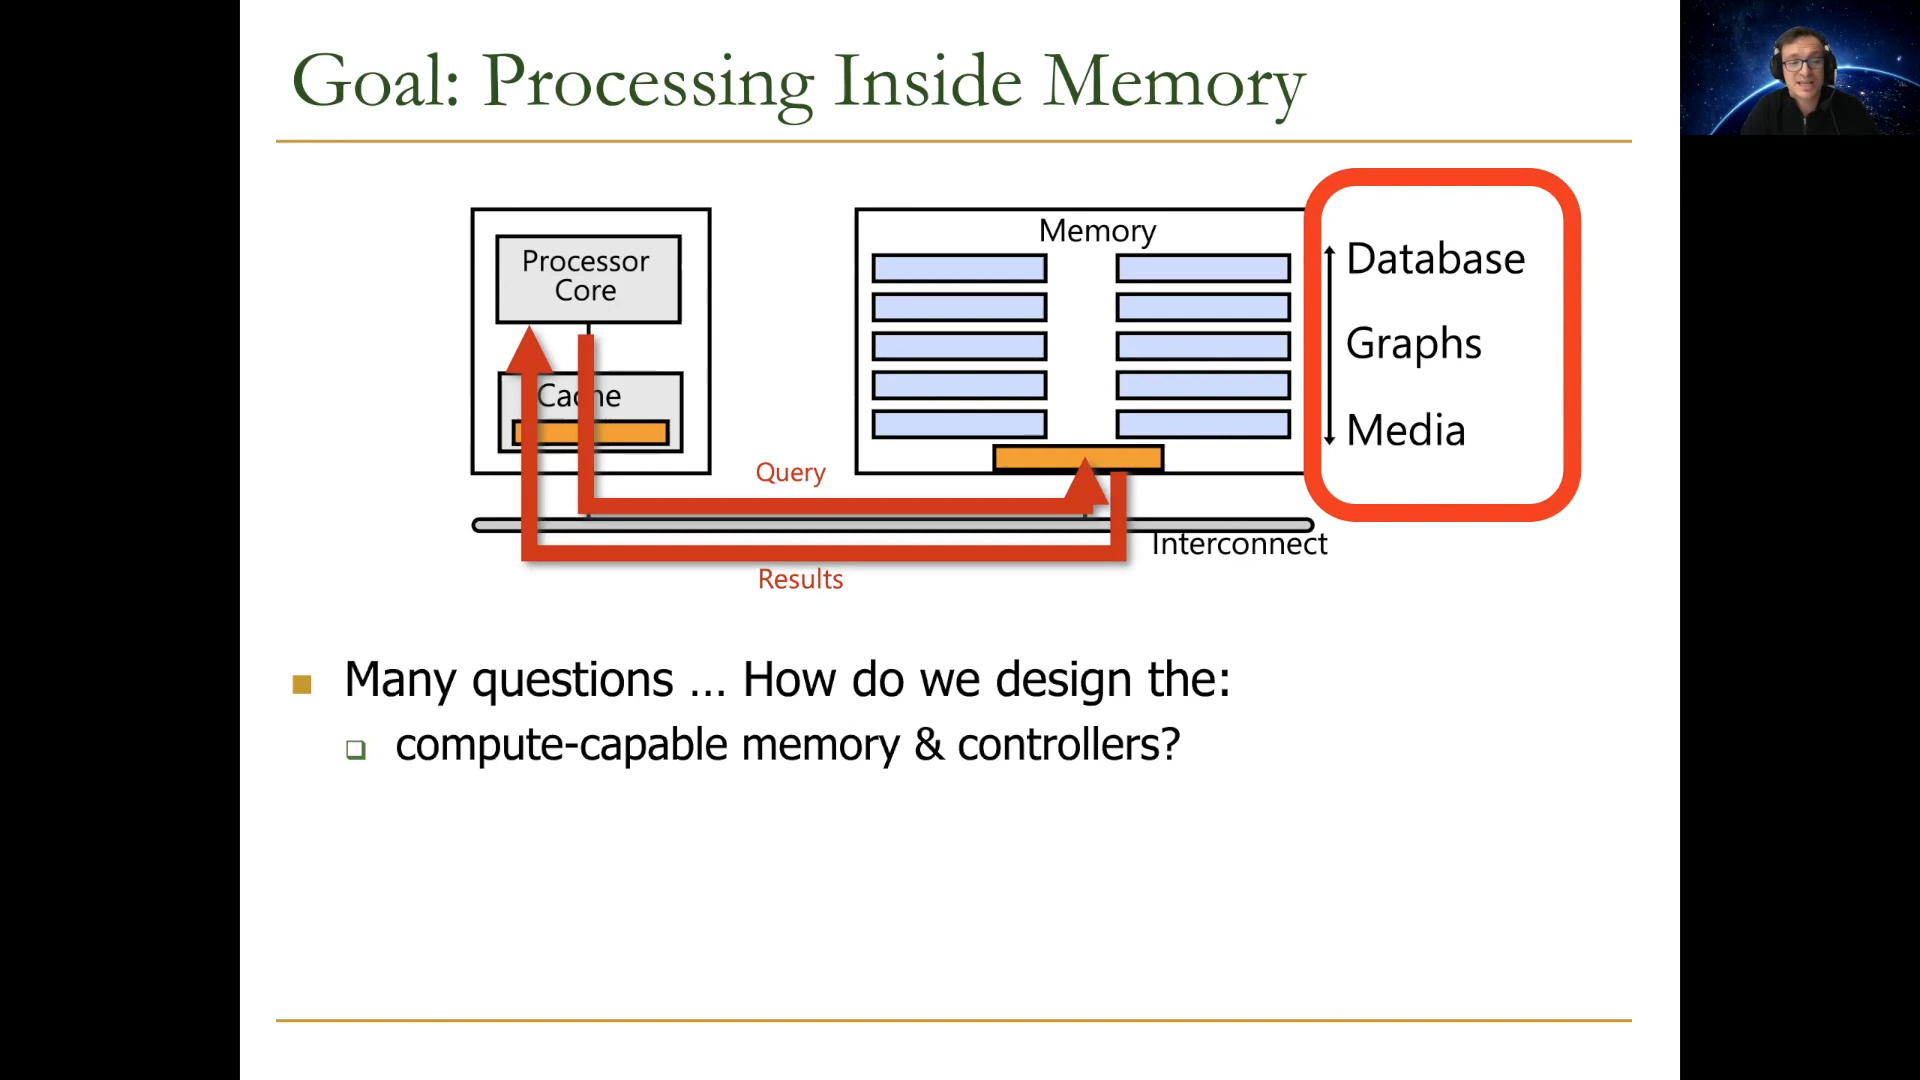 Goal: Processing Inside Memory
Processor
Core
Cache
Memory
Database
Graphs
Media
Query
Interconnect
Results
Many questions … How do we design the:
compute-capable memory & controllers?